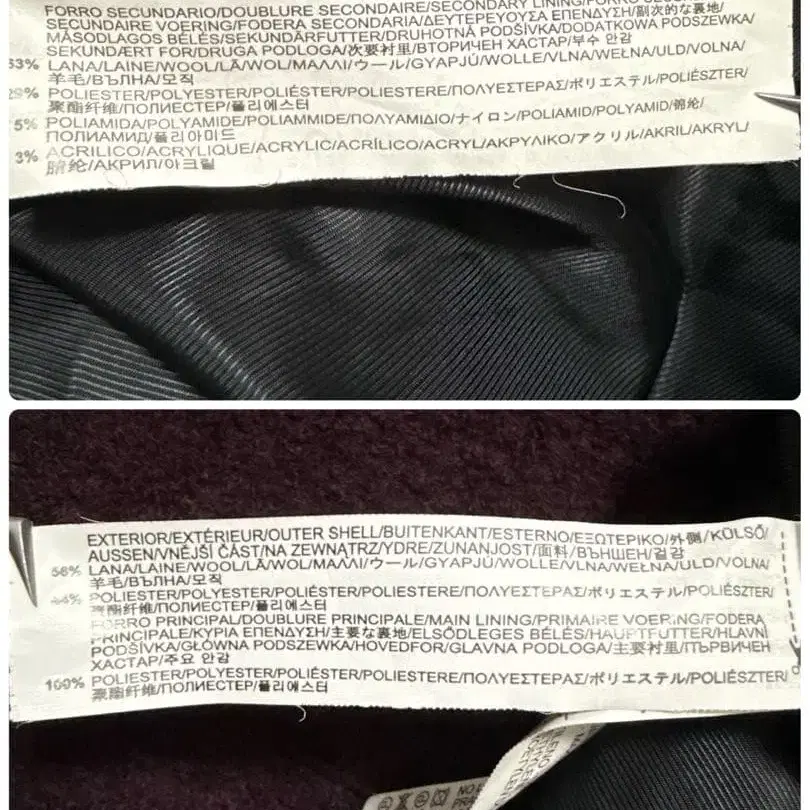 FORRO SECUNDARIO/DOUBLURE SECONDAIRE/SECONDARY LINING/FORRO
SECUNDAIRE VOERING/FODERA SECONDARIA/ΔΕΥΤΕΡΕΥΟΥΣΑ ΕΠΕΝΔΥΣΗ/副次的な裏地/
MÁSODLAGOS BÉLÉS/SEKUNDÄRFUTTER/DRUHOTNÁ PODŠÍVKA/DODATKOWA PODSZEWKA/
SEKUNDÆRT FOR/DRUGA PODLOGA/次要衬里/ВТОРИЧЕН ХАСТАР/부수 안감
63% LANA/LAINE/WOOL/LÃ/WOL/ΜΑΛΛΙ/ウール/GYAPJÚ/WOLLE/VLNA/WEŁNA/ULD/VOLNA/
羊毛/ВЪЛНА/모직
POLIESTER/POLYESTER/POLIÉSTER/POLIESTERE/ΠΟΛΥΕΣΤΕΡΑΣ/ポリエステル/POLIÉSZTER/
聚酯纤维/ПОЛИЕСТЕР/폴리에스터
5% POLIAMIDA/POLYAMIDE/POLIAMMIDE/ΠΟΛΥΑΜΙΔΙΟ/ナイロン/POLIAMID/POLYAMID/锦纶/
ПОЛИАМИД/폴리아미드
3% ACRILICO/ACRYLIQUE/ACRYLIC/ACRÍLICO/ACRYL/ΑΚΡΥΛΙΚΟ/アクリル/AKRIL/AKRYL/
腈纶/АКРИЛ/아크릴
EXTERIOR/EXTÉRIEUR/OUTER SHELL/BUITENKANT/ESTERNO/ΕΞΩΤΕΡΙΚΟ/外側/KÜLSŐ/
AUSSEN/VNĚJŠÍ ČÁST/NA ZEWNĄTRZ/YDRE/ZUNANJOST/面料/ВЪНШЕН/겉감
56% LANA/LAINE/WOOL/LÃ/WOL/ΜΑΛΛΙ/ウール/GYAPJÚ/WOLLE/VLNA/WEŁNA/ULD/VOLNA/
羊毛/ВЪЛНА/모직
44% POLIESTER/POLYESTER/POLIÉSTER/POLIESTERE/ΠΟΛΥΕΣΤΕΡΑΣ/ポリエステル/POLIÉSZTER/
聚酯纤维/ПОЛИЕСТЕР/폴리에스터
FORRO PRINCIPAL/DOUBLURE PRINCIPALE/MAIN LINING/PRIMAIRE VOERING/FODERA
PRINCIPALE/ΚΥΡΙΑ ΕΠΕΝΔΥΣΗ/主要な裏地/ELSŐDLEGES BÉLÉS/HAUPTFUTTER/HLAVNÍ
PODŠÍVKA/GŁÓWNA PODSZEWKA/HOVEDFOR/GLAVNA PODLOGA/主要衬里/ПЪРВИЧЕН
ХАСТАР/주요 안감
100% POLIESTER/POLYESTER/POLIÉSTER/POLIESTERE/ΠΟΛΥΕΣΤΕΡΑΣ/ポリエステル/POLIÉSZTER/
聚酯纤维/ПОЛИЕСТЕР/폴리에스터
NO